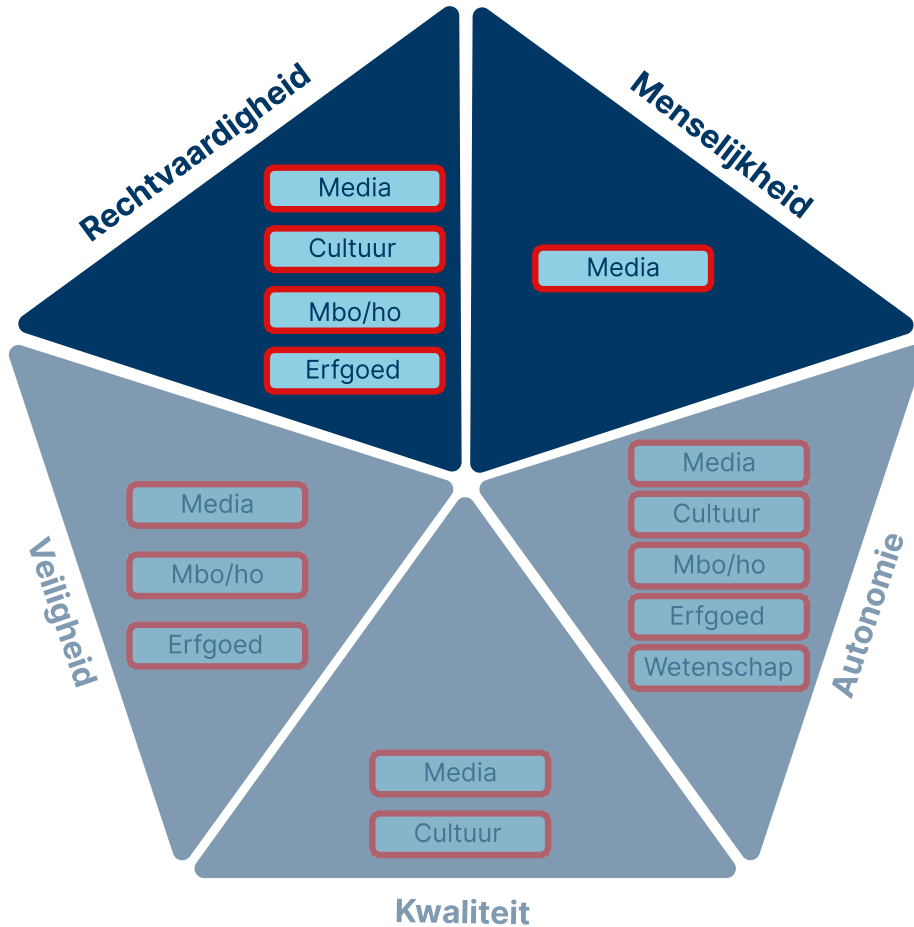 Rechtvaardigheid
Media
Cultuur
Mbo/ho
Erfgoed
Menselijkheid
Media
Veiligheid
Media
Mbo/ho
Erfgoed
Autonomie
Media
Cultuur
Mbo/ho
Erfgoed
Wetenschap
Media
Cultuur
Kwaliteit